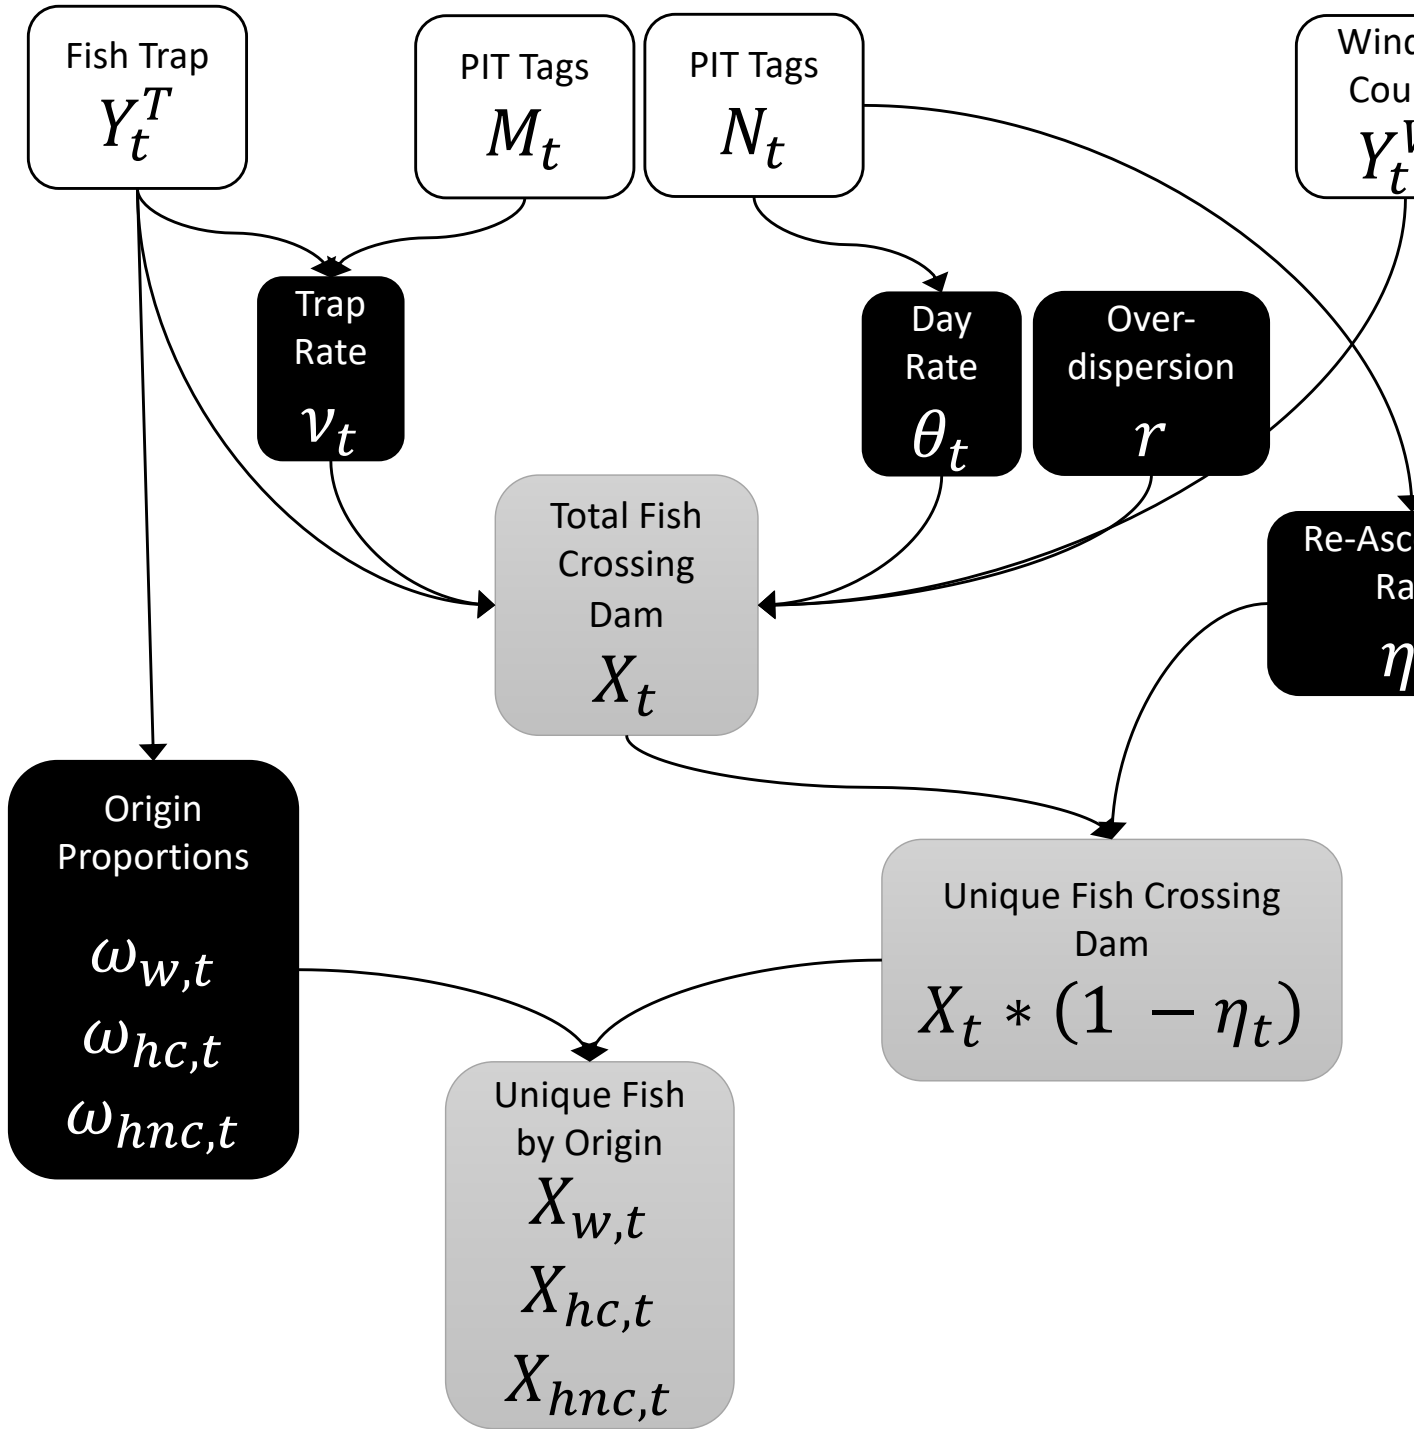 Fish Trap
Y_t^T
PIT Tags
M_t
PIT Tags
N_t
Trap
Rate
ν_t
Day
Rate
θ_t
Over-
dispersion
r
Total Fish
Crossing
Dam
X_t
η
Origin
Proportions
ω_{w,t}
ω_{hc,t}
ω_{hnc,t}
Unique Fish Crossing
Dam
X_t * (1 − η_t)
Unique Fish
by Origin
X_{w,t}
X_{hc,t}
X_{hnc,t}